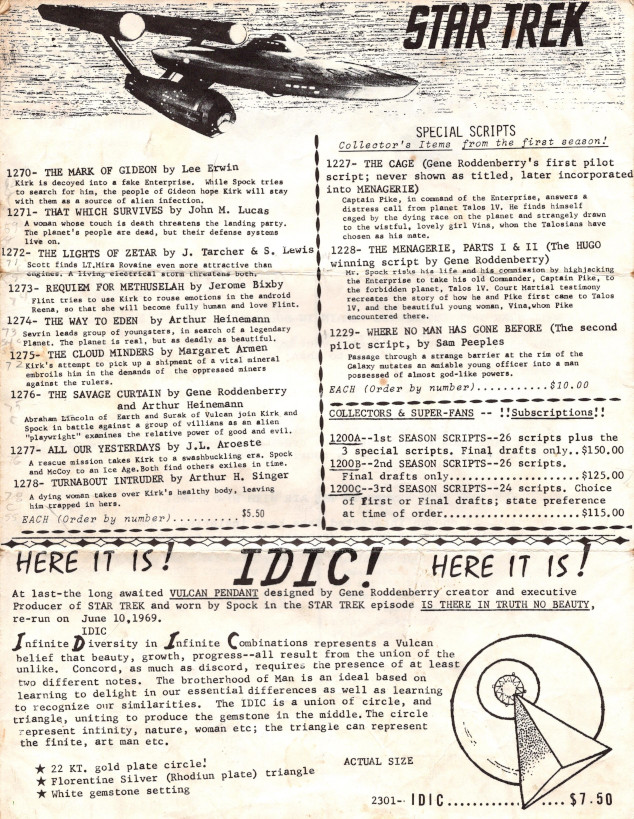 STAR TREK
1270- THE MARK OF GIDEON by Lee Erwin
Kirk is decoyed into a fake Enterprise. While Spock tries
to search for him, the people of Gideon hope Kirk will stay
with them as a source of alien infection.
1271- THAT WHICH SURVIVES by John M. Lucas
A woman whose touch is death threatens the landing party.
The planet's people are dead, but their defense systems
live on.
1272- THE LIGHTS OF ZETAR by J. Tarcher & S. Lewis
Scott finds LT.Mira Rovaine even more attractive than
engines. A living electrical storm threatens both.
1273- REQUIEM FOR METHUSELAH by Jerome Bixby
Flint tries to use Kirk to rouse emotions in the android
Reena, so that she will become fully human and love Flint.
1274- THE WAY TO EDEN by Arthur Heinemann
Sevrin leads group of youngsters, in search of a legendary
Planet. The planet is real, but as deadly as beautiful.
1275- THE CLOUD MINDERS by Margaret Armen
Kirk's attempt to pick up a shipment of a vital mineral
embroils him in the demands of the oppressed miners
against the rulers.
1276- THE SAVAGE CURTAIN by Gene Roddenberry
and Arthur Heinemann
Abraham Lincoln of Earth and Surak of Vulcan join Kirk and
Spock in battle against a group of villians as an alien
"playwright" examines the relative power of good and evil.
1277- ALL OUR YESTERDAYS by J.L. Aroeste
A rescue mission takes Kirk to a swashbucling era. Spock
and McCoy to an Ice Age.Both find others exiles in time.
1278- TURNABOUT INTRUDER by Arthur H. Singer
A dying woman takes over Kirk's healthy body, leaving
him trapped in hers.
EACH (Order by number)..........$5.50
SPECIAL SCRIPTS
Collector's Items from the first season!
1227- THE CAGE (Gene Roddenberry's first pilot
script; never shown as titled, later incorporated
into MENAGERIE)
Captain Pike, in command of the Enterprise, answers a
distress call from planet Talos lV. He finds himself
caged by the dying race on the planet and strangely drawn
to the wistful, lovely girl Vina, whom the Talosians have
chosen as his mate.
1228- THE MENAGERIE, PARTS I & II (The HUGO
winning script by Gene Roddenberry)
Mr. Spock risks his life and his commission by highjacking
the Enterprise to take his old Commander, Captain Pike, to
the forbidden planet, Talos lV. Court Martial testimony
recreates the story of how he and Pike first came to Talos
lV, and the beautiful young woman, Vina,whom Pike
encountered there.
1229- WHERE NO MAN HAS GONE BEFORE (The second
pilot script, by Sam Peeples
Passage through a strange barrier at the rim of the
Galaxy mutates an amiable young officer into a man
possessed of almost god-like powers.
EACH (Order by number)...........$10.00
COLLECTORS & SUPER-FANS -- !!Subscriptions!!
1200A--1st SEASON SCRIPTS--26 scripts plus the
3 special scripts. Final drafts only..$150.00
1200B--2nd SEASON SCRIPTS--26 scripts.
Final drafts only.....................$125.00
1200C--3rd SEASON SCRIPTS--24 scripts. Choice
of first or Final drafts; state preference
at time of order......................$115.00
HERE IT IS! IDIC! HERE IT IS!
At last-the long awaited VULCAN PENDANT designed by Gene Roddenberry creator and executive
Producer of STAR TREK and worn by Spock in the STAR TREK episode IS THERE IN TRUTH NO BEAUTY,
re-run on June 10,1969.
IDIC
Infinite Diversity in Infinite Combinations represents a Vulcan
belief that beauty, growth, progress--all result from the union of the
unlike. Concord, as much as discord, requires the presence of at least
two different notes. The brotherhood of Man is an ideal based on
learning to delight in our essential differences as well as learning
to recognize our similarities. The IDIC is a union of circle, and
triangle, uniting to produce the gemstone in the middle.The circle
represent intinity, nature, woman etc; the triangle can represent
the finite, art man etc.
★ 22 KT. gold plate circle!
★ Florentine Silver (Rhodiun plate) triangle
★ White gemstone setting
ACTUAL SIZE
2301-- IDIC.................. $7.50